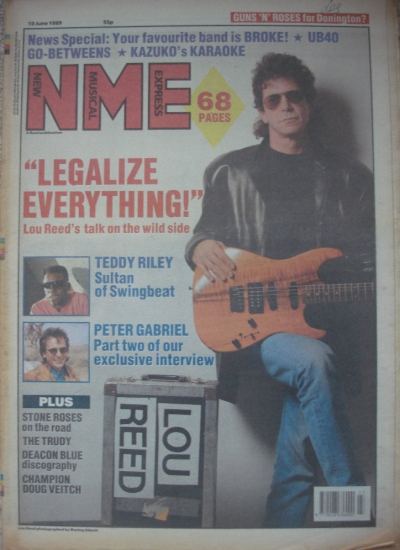 GUNS 'N' ROSES for Donington?
10 June 1989 55p
News Special: Your favourite band is BROKE! ★ UB40
GO-BETWEENS ★ KAZUKO's KARAOKE
NEW
MUSICAL
EXPRESS
NME
68
PAGES
"LEGALIZE
EVERYTHING!"
Lou Reed's talk on the wild side
TEDDY RILEY
Sultan
of Swingbeat
PETER GABRIEL
Part two of our
exclusive interview
PLUS
STONE ROSES
on the road
THE TRUDY
DEACON BLUE
discography
CHAMPION
DOUG VEITCH
LOU
REED